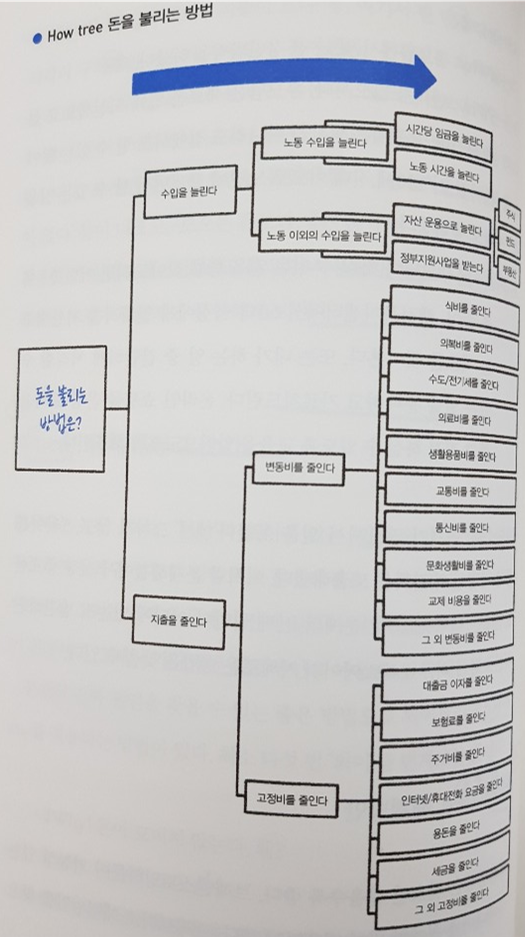 ● How tree 돈을 불리는 방법
노동 수입을 늘린다
시간당 임금을 늘린다
노동 시간을 늘린다
수입을 늘린다
노동 이외의 수입을 늘린다
자산 운용으로 늘린다
주식
펀드
부동산
정부지원사업을 받는다
돈을 불리는
방법은?
식비를 줄인다
의복비를 줄인다
수도/전기세를 줄인다
의료비를 줄인다
생활용품비를 줄인다
변동비를 줄인다
교통비를 줄인다
통신비를 줄인다
문화생활비를 줄인다
교제 비용을 줄인다
그 외 변동비를 줄인다
지출을 줄인다
대출금 이자를 줄인다
보험료를 줄인다
주거비를 줄인다
고정비를 줄인다
인터넷/휴대전화 요금을 줄인다
용돈을 줄인다
세금을 줄인다
그 외 고정비를 줄인다